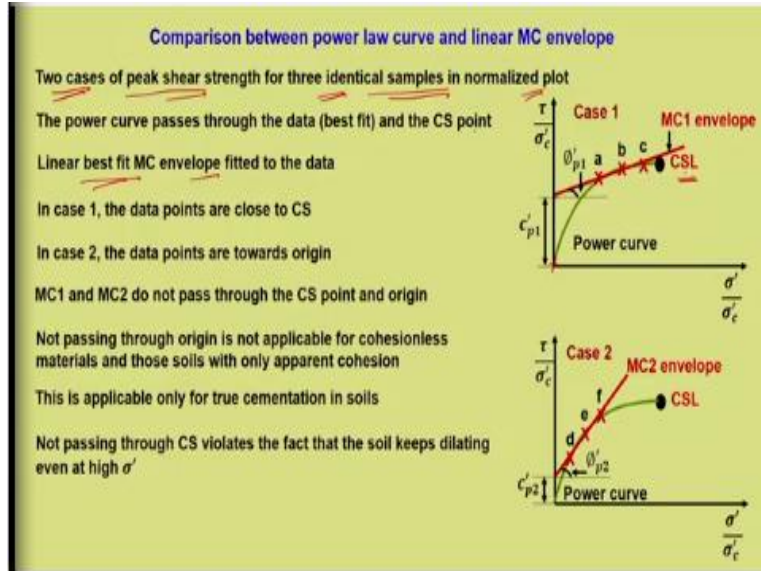 Comparison between power law curve and linear MC envelope
Two cases of peak shear strength for three identical samples in normalized plot
The power curve passes through the data (best fit) and the CS point
Linear best fit MC envelope fitted to the data
In case 1, the data points are close to CS
In case 2, the data points are towards origin
MC1 and MC2 do not pass through the CS point and origin
Not passing through origin is not applicable for cohesionless
materials and those soils with only apparent cohesion
This is applicable only for true cementation in soils
Not passing through CS violates the fact that the soil keeps dilating
even at high σ'
τ
σ'c
Case 1
MC1 envelope
∅'p1
a
b
c
CSL
c'p1
Power curve
σ'
σ'c
τ
σ'c
Case 2
MC2 envelope
f
CSL
e
d
∅'p2
c'p2
Power curve
σ'
σ'c